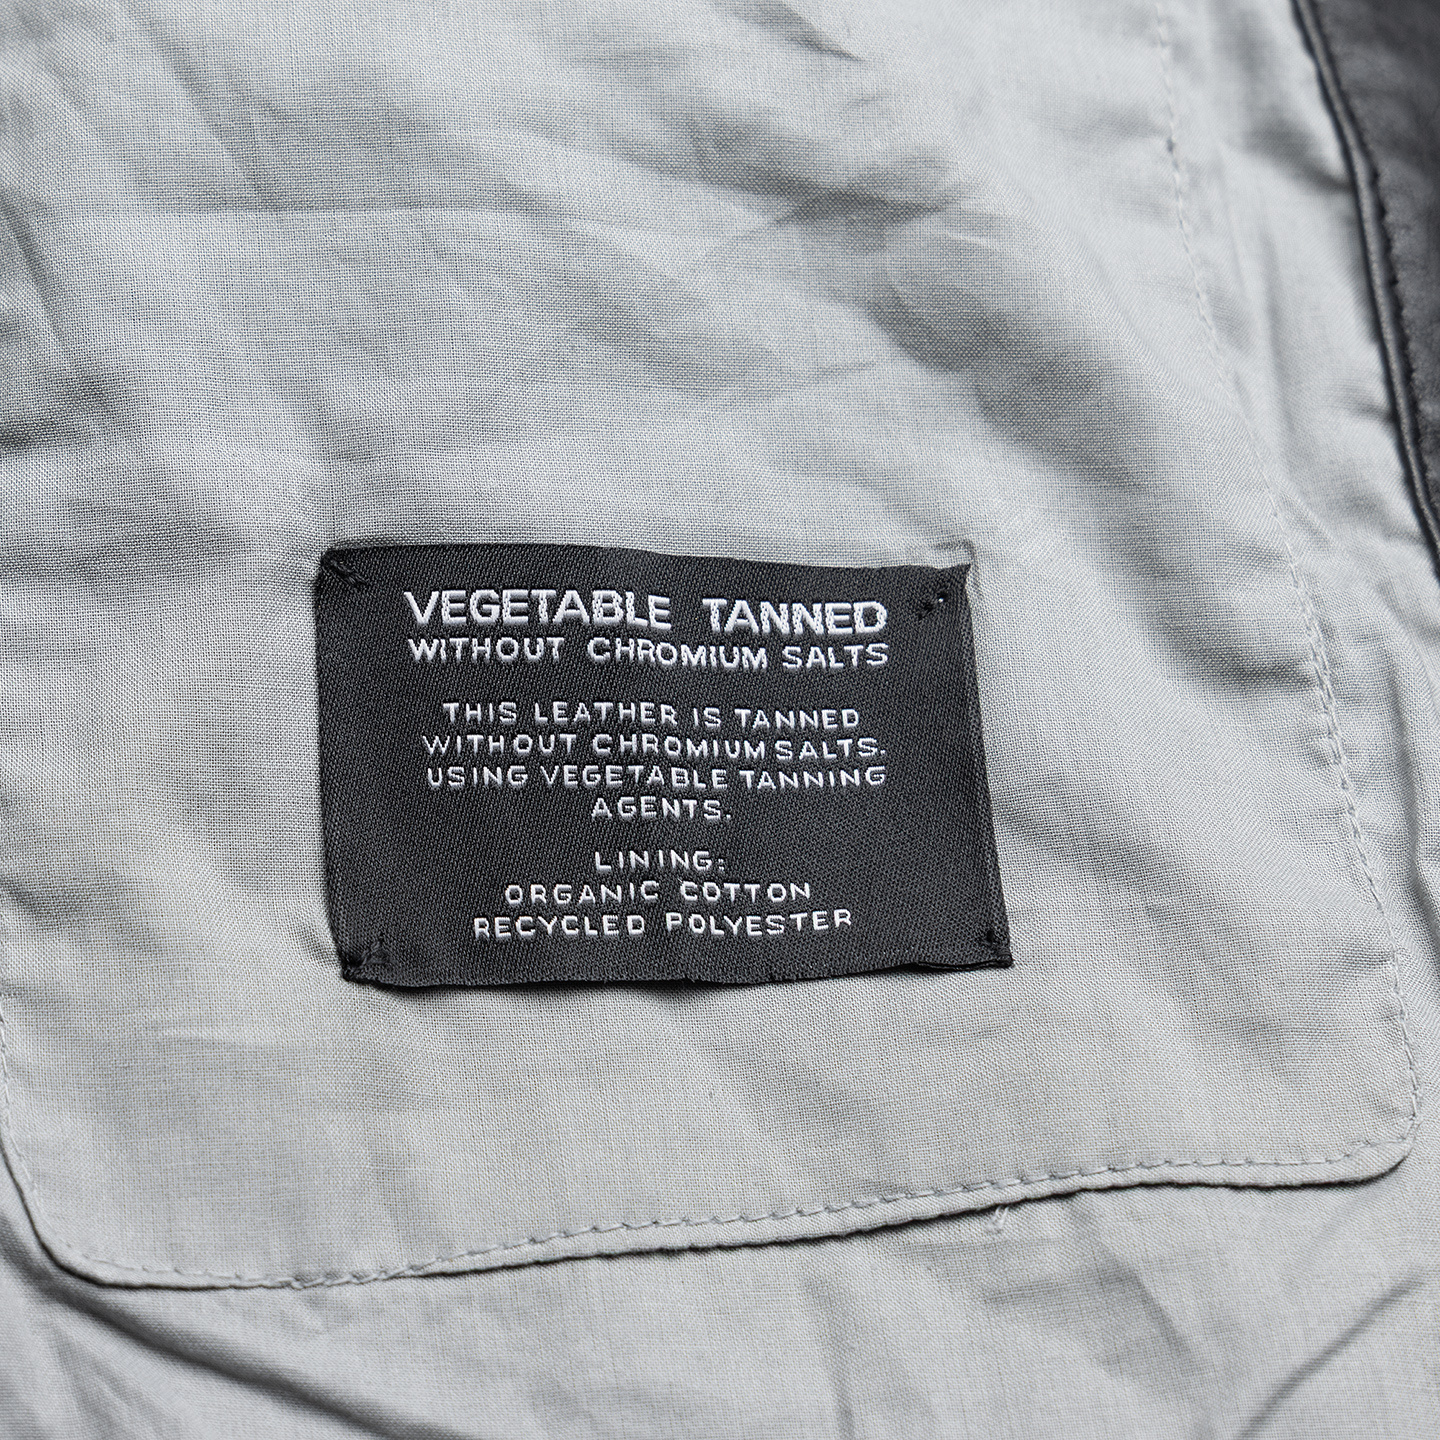 VEGETABLE TANNED
WITHOUT CHROMIUM SALTS
THIS LEATHER IS TANNED
WITHOUT CHROMIUM SALTS.
USING VEGETABLE TANNING
AGENTS.
LINING:
ORGANIC COTTON
RECYCLED POLYESTER